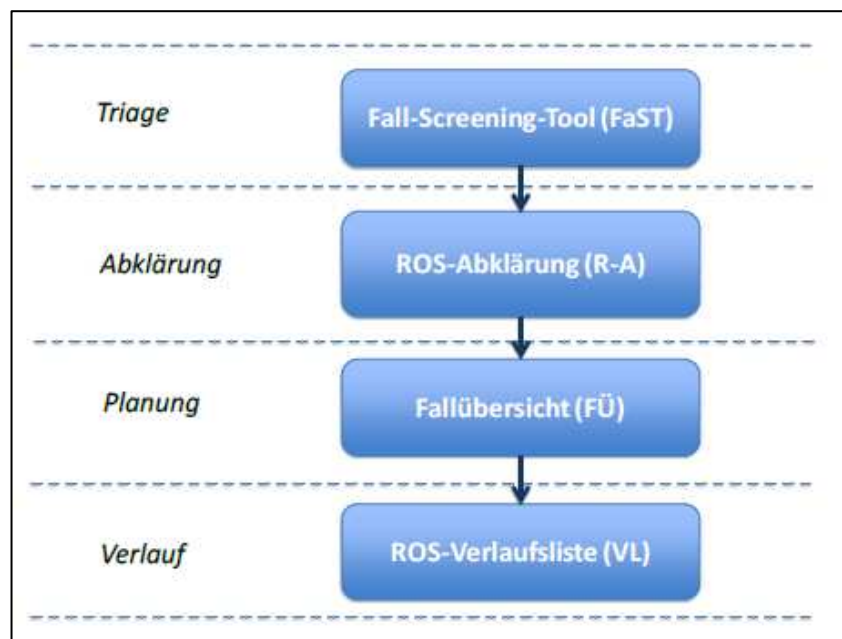 Triage
Fall-Screening-Tool (FaST)
Abklärung
ROS-Abklärung (R-A)
Planung
Fallübersicht (FÜ)
Verlauf
ROS-Verlaufsliste (VL)